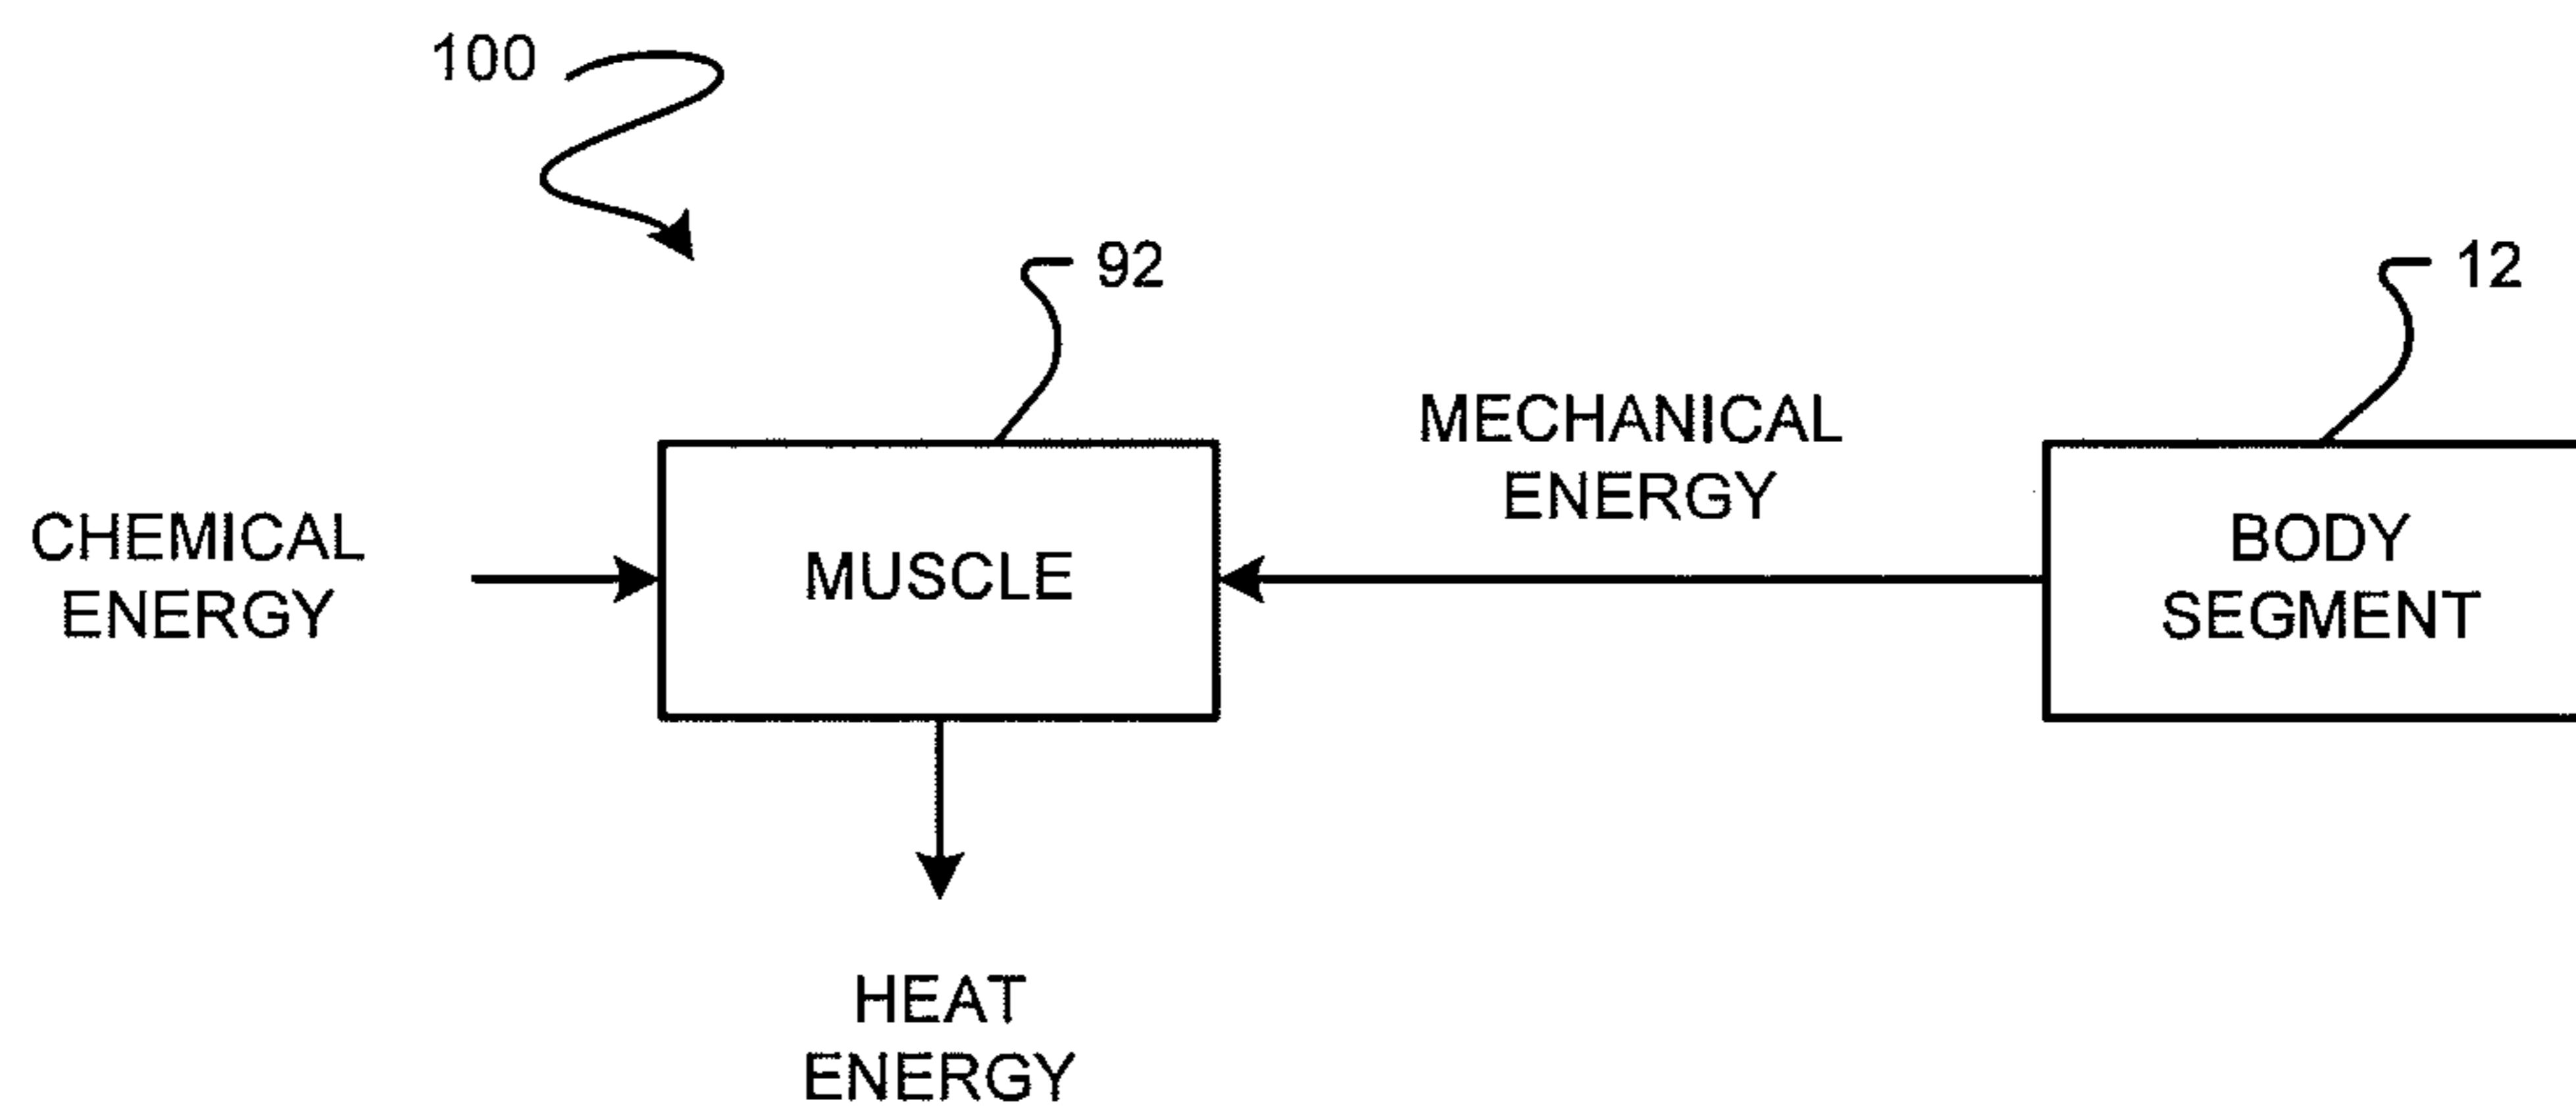 100
92
12
MECHANICAL
ENERGY
CHEMICAL
ENERGY
MUSCLE
BODY
SEGMENT
HEAT
ENERGY